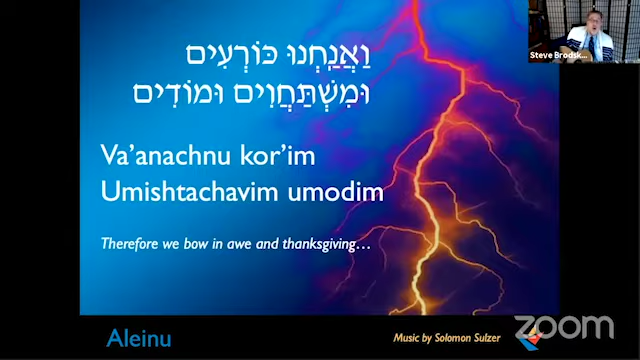 וַאֲנַֽחְנוּ כּוֹרְעִים
וּמִשְׁתַּחֲוִים וּמוֹדִים
Va’anachnu kor’im
Umishtachavim umodim
Therefore we bow in awe and thanksgiving…
Aleinu
Music by Solomon Sulzer
zoom
Steve Brodsk...